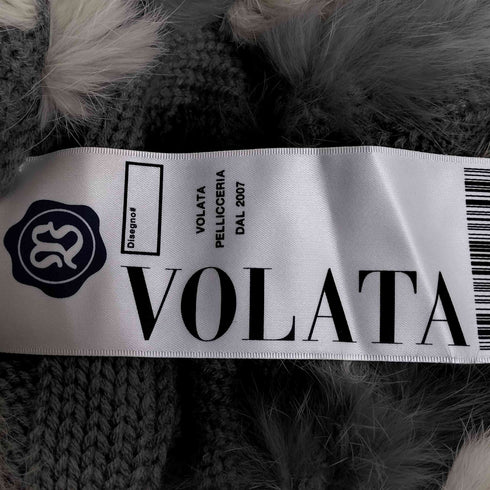 Disegno#
VOLATA
PELLICCERIA
DAL 2007
VOLATA